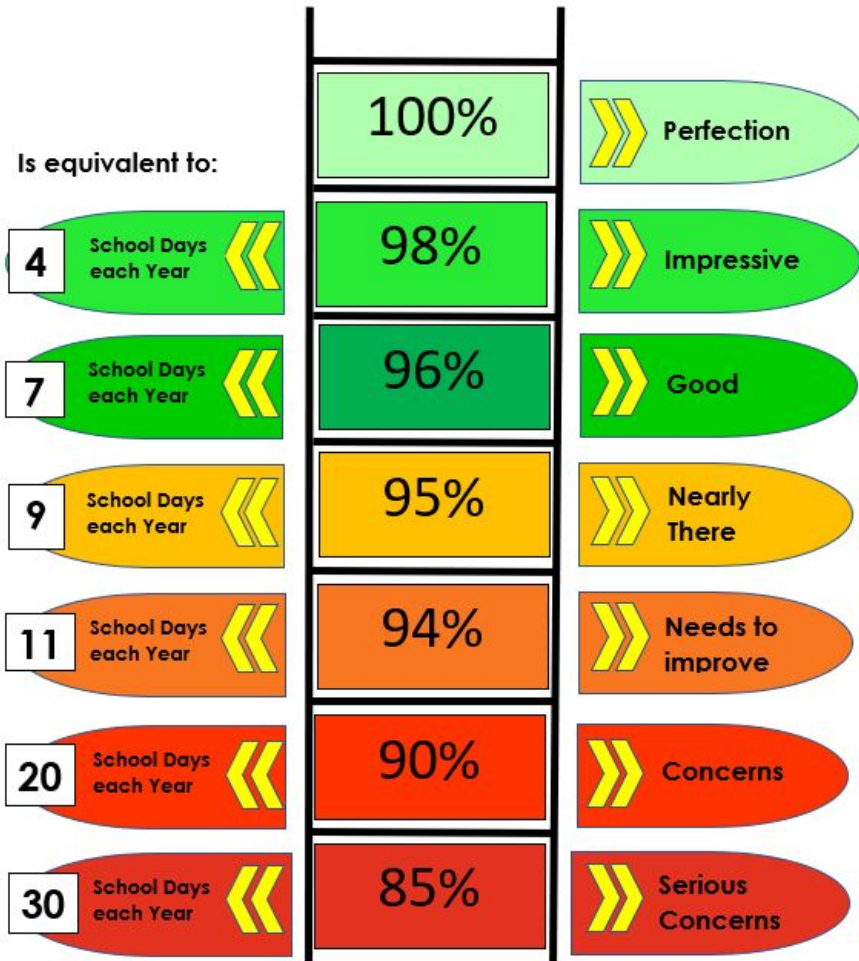 100%
Perfection
Is equivalent to:
4
School Days
each Year
98%
Impressive
7
School Days
each Year
96%
Good
9
School Days
each Year
95%
Nearly
There
11
School Days
each Year
94%
Needs to
improve
20
School Days
each Year
90%
Concerns
30
School Days
each Year
85%
Serious
Concerns